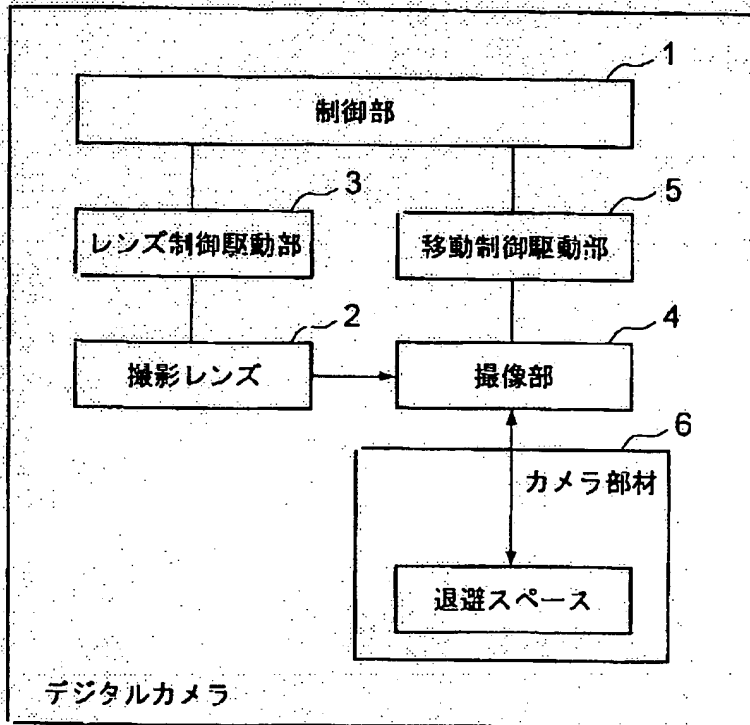 1
制御部
3
レンズ制御駆動部
5
移動制御駆動部
2
撮影レンズ
4
撮像部
6
カメラ部材
退避スペース
デジタルカメラ